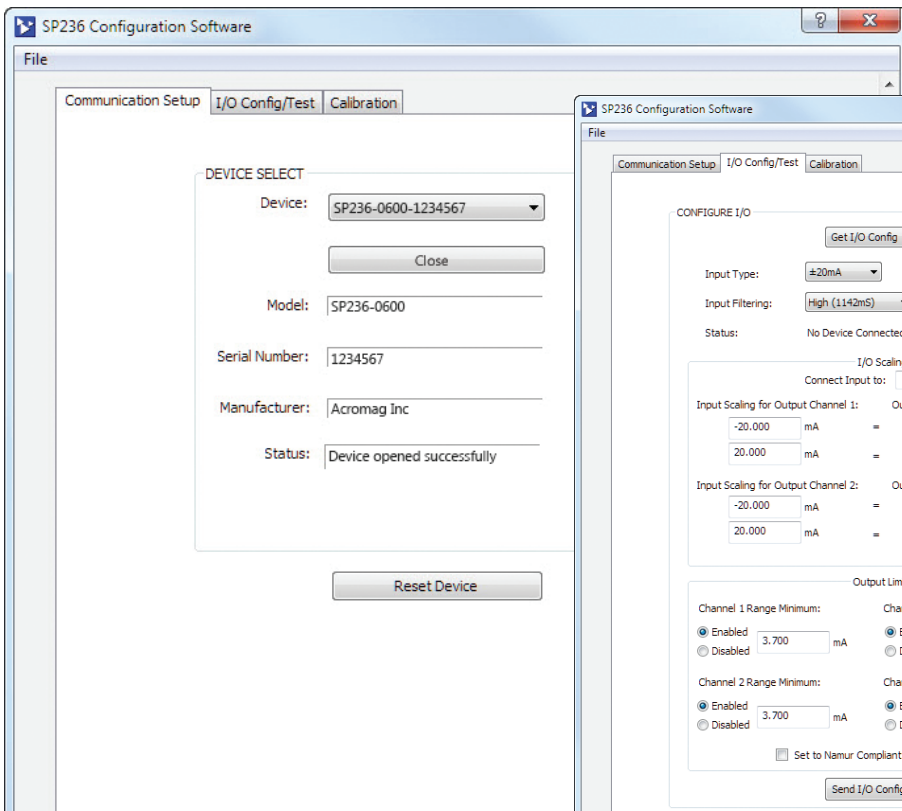 SP236 Configuration Software
File
Communication Setup I/O Config/Test Calibration
DEVICE SELECT
Device: SP236-0600-1234567
Close
Model: SP236-0600
Serial Number: 1234567
Manufacturer: Acromag Inc
Status: Device opened successfully
Reset Device
SP236 Configuration Software
File
Communication Setup I/O Config/Test Calibration
CONFIGURE I/O
Get I/O Config
Input Type: ±20mA
Input Filtering: High (1142mS)
Status: No Device Connected
I/O Scalin
Connect Input to:
Input Scaling for Output Channel 1: Ou
-20.000 mA =
20.000 mA =
Input Scaling for Output Channel 2: Ou
-20.000 mA =
20.000 mA =
Output Lim
Channel 1 Range Minimum: Cha
Enabled 3.700 mA E
Disabled D
Channel 2 Range Minimum: Cha
Enabled 3.700 mA E
Disabled D
Set to Namur Compliant
Send I/O Config